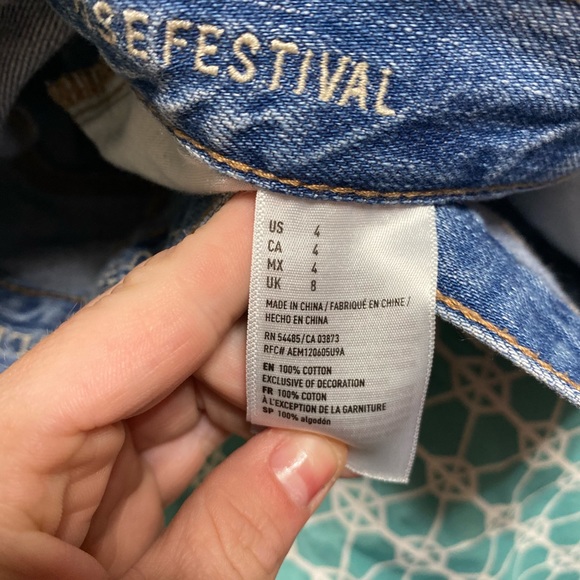 SEFESTIVAL
US 4
CA 4
MX 4
UK 8
MADE IN CHINA / FABRIQUÉ EN CHINE /
HECHO EN CHINA
RN 54485/CA 03873
RFC# AEM120605U9A
EN 100% COTTON
EXCLUSIVE OF DECORATION
FR 100% COTON
À L'EXCEPTION DE LA GARNITURE
SP 100% algodón